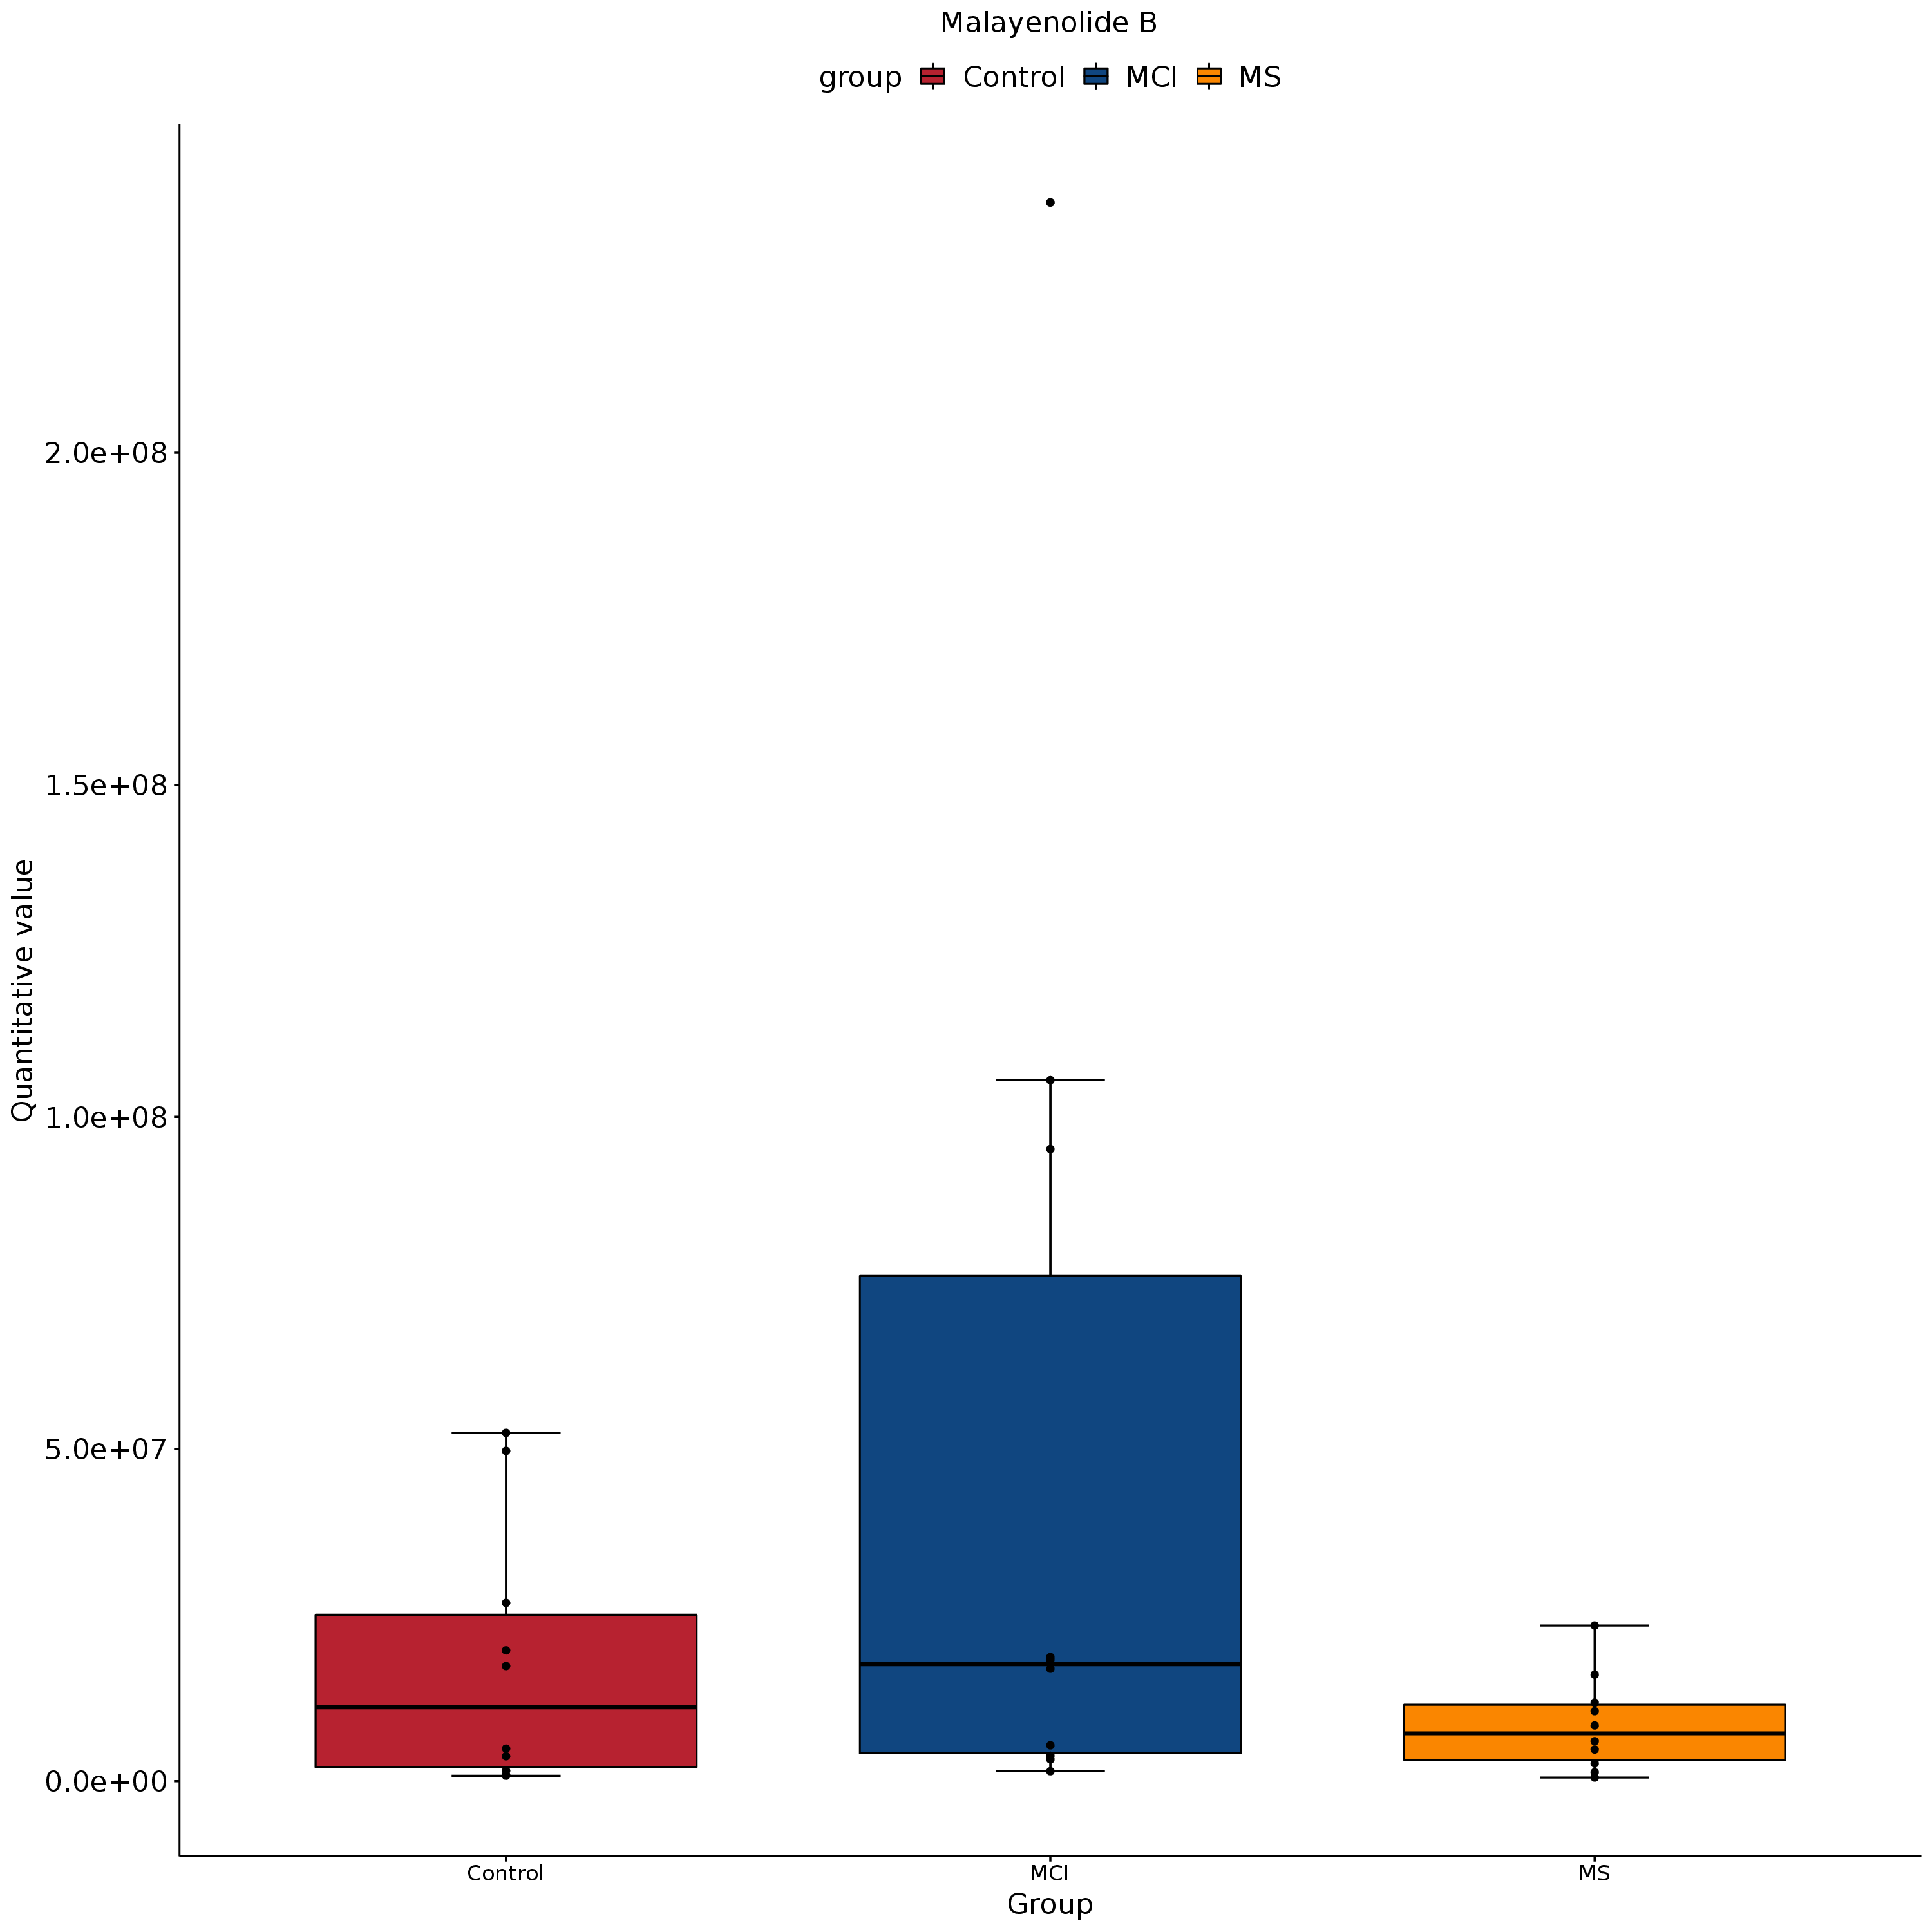 Malayenolide B
group Control MCI MS
Quantitative value
2.0e+08
1.5e+08
1.0e+08
5.0e+07
0.0e+00
Control MCI MS
Group